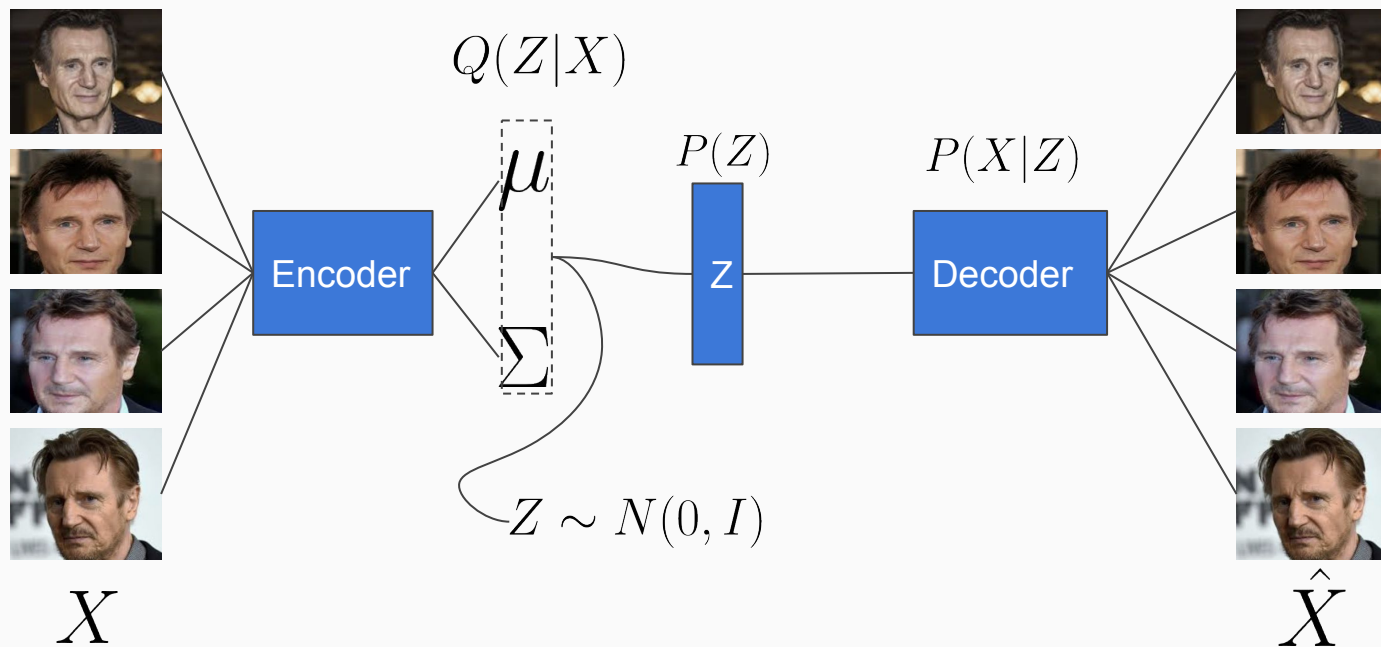 Q(Z|X)
μ
Σ
P(Z)
P(X|Z)
Encoder
Z
Decoder
Z ∼ N(0, I)
X
X̂